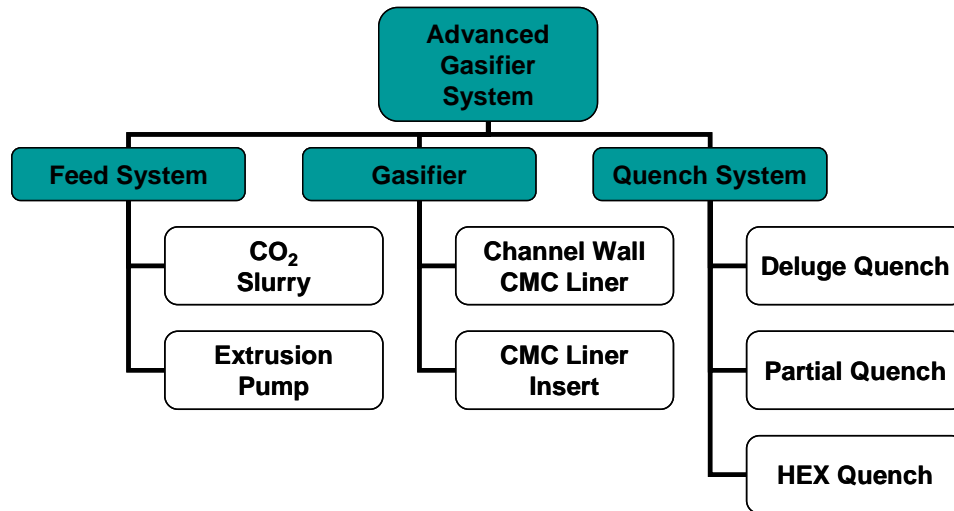 Advanced
Gasifier
System
Feed System
Gasifier
Quench System
CO₂
Slurry
Channel Wall
CMC Liner
Deluge Quench
Extrusion
Pump
CMC Liner
Insert
Partial Quench
HEX Quench